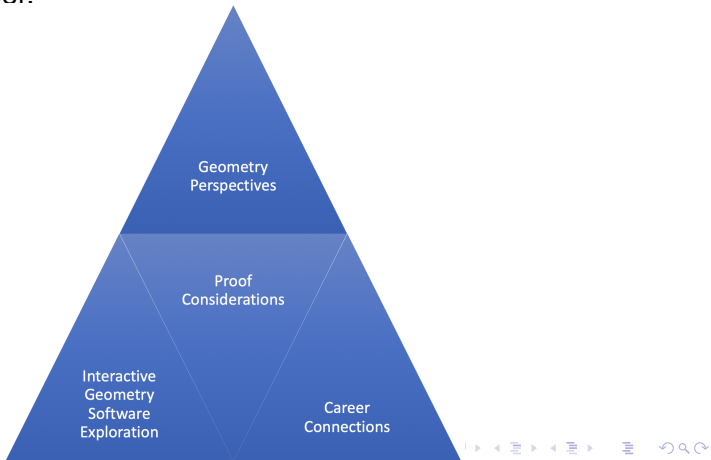 Geometry
Perspectives
Proof
Considerations
Interactive
Geometry
Software
Exploration
Career
Connections